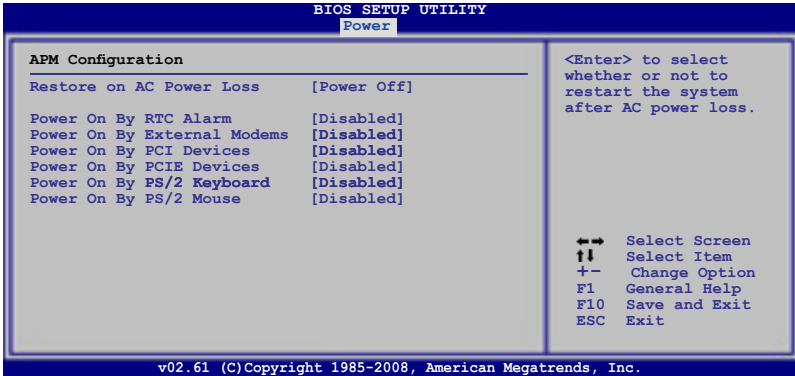 BIOS SETUP UTILITY
Power
APM Configuration
Restore on AC Power Loss [Power Off]
Power On By RTC Alarm [Disabled]
Power On By External Modems [Disabled]
Power On By PCI Devices [Disabled]
Power On By PCIE Devices [Disabled]
Power On By PS/2 Keyboard [Disabled]
Power On By PS/2 Mouse [Disabled]
<Enter> to select
whether or not to
restart the system
after AC power loss.
←→ Select Screen
↑↓ Select Item
+- Change Option
F1 General Help
F10 Save and Exit
ESC Exit
v02.61 (C)Copyright 1985-2008, American Megatrends, Inc.